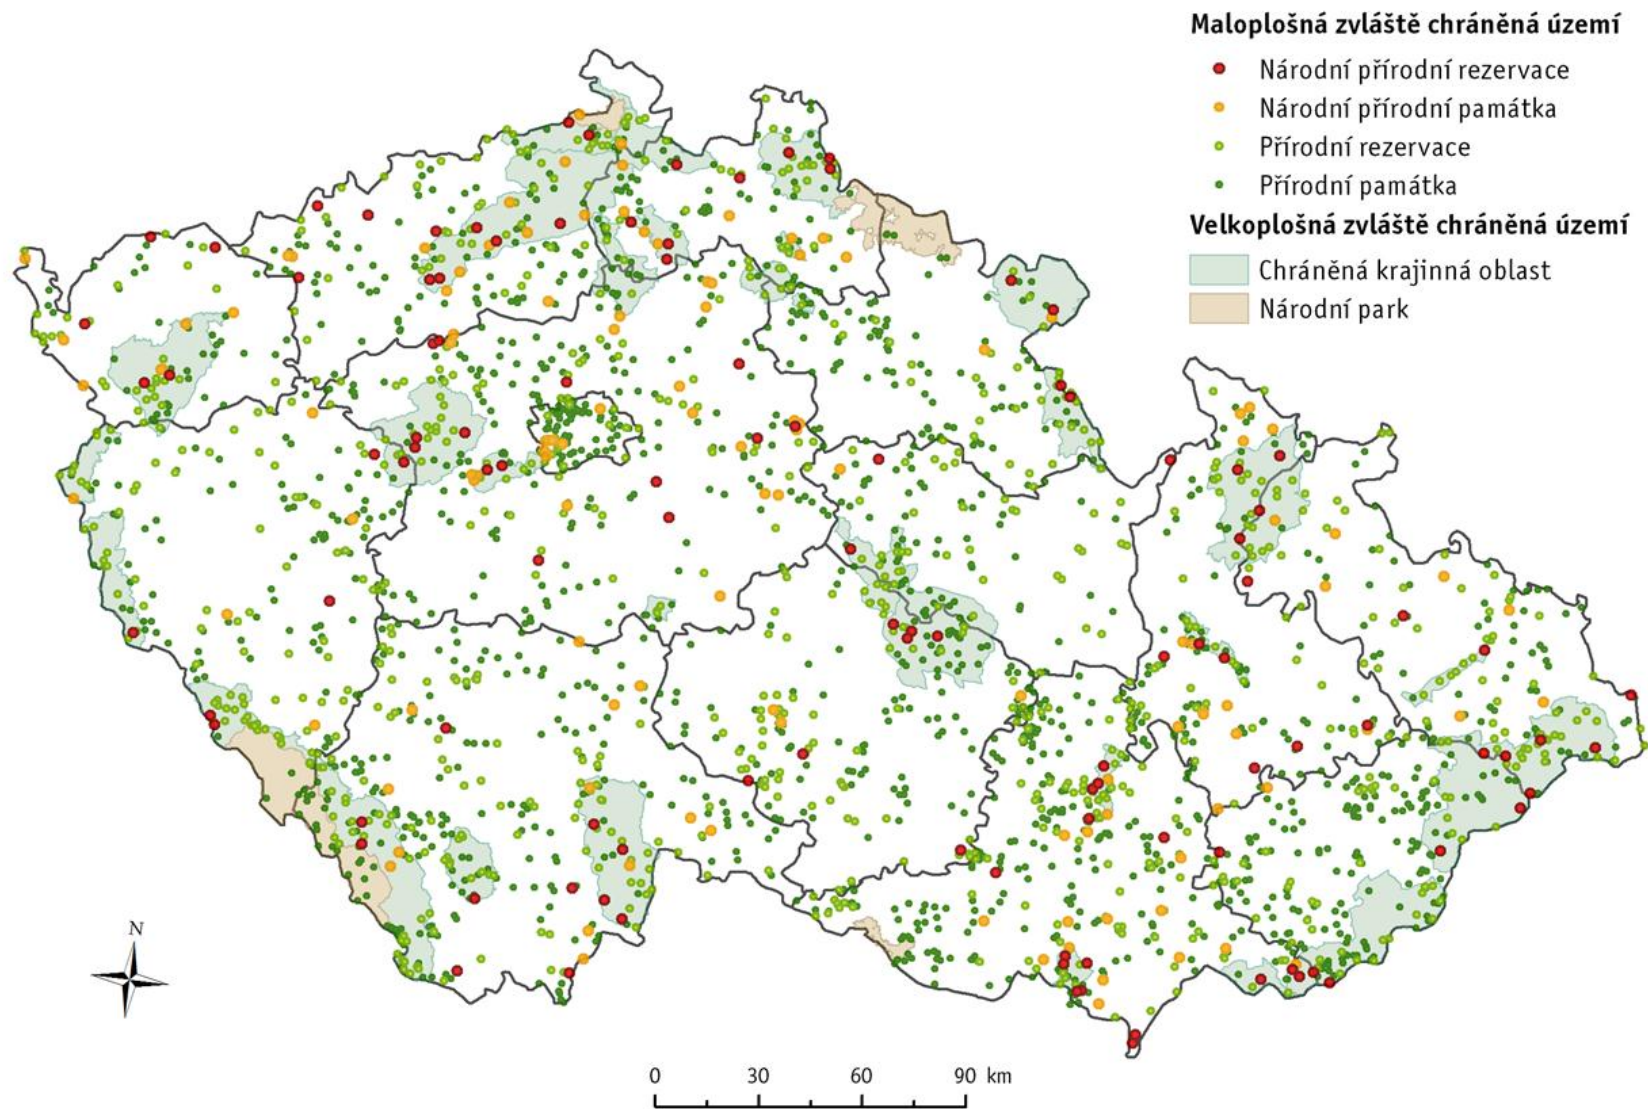 Maloplošná zvláště chráněná území
Národní přírodní rezervace
Národní přírodní památka
Přírodní rezervace
Přírodní památka
Velkoplošná zvláště chráněná území
Chráněná krajinná oblast
Národní park
N
0 30 60 90 km